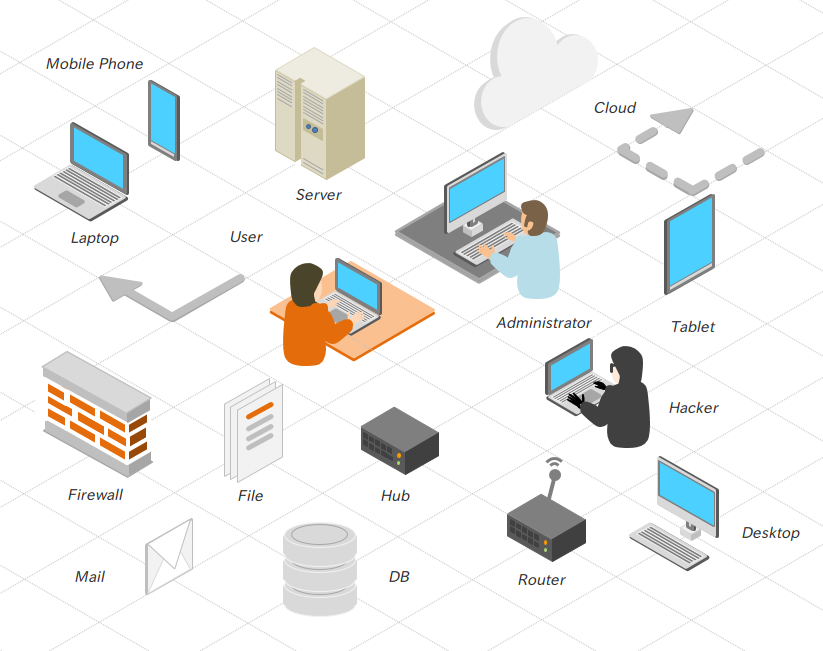 Mobile Phone
Cloud
Server
Laptop
User
Administrator
Tablet
Hacker
Firewall
File
Hub
Desktop
Mail
DB
Router